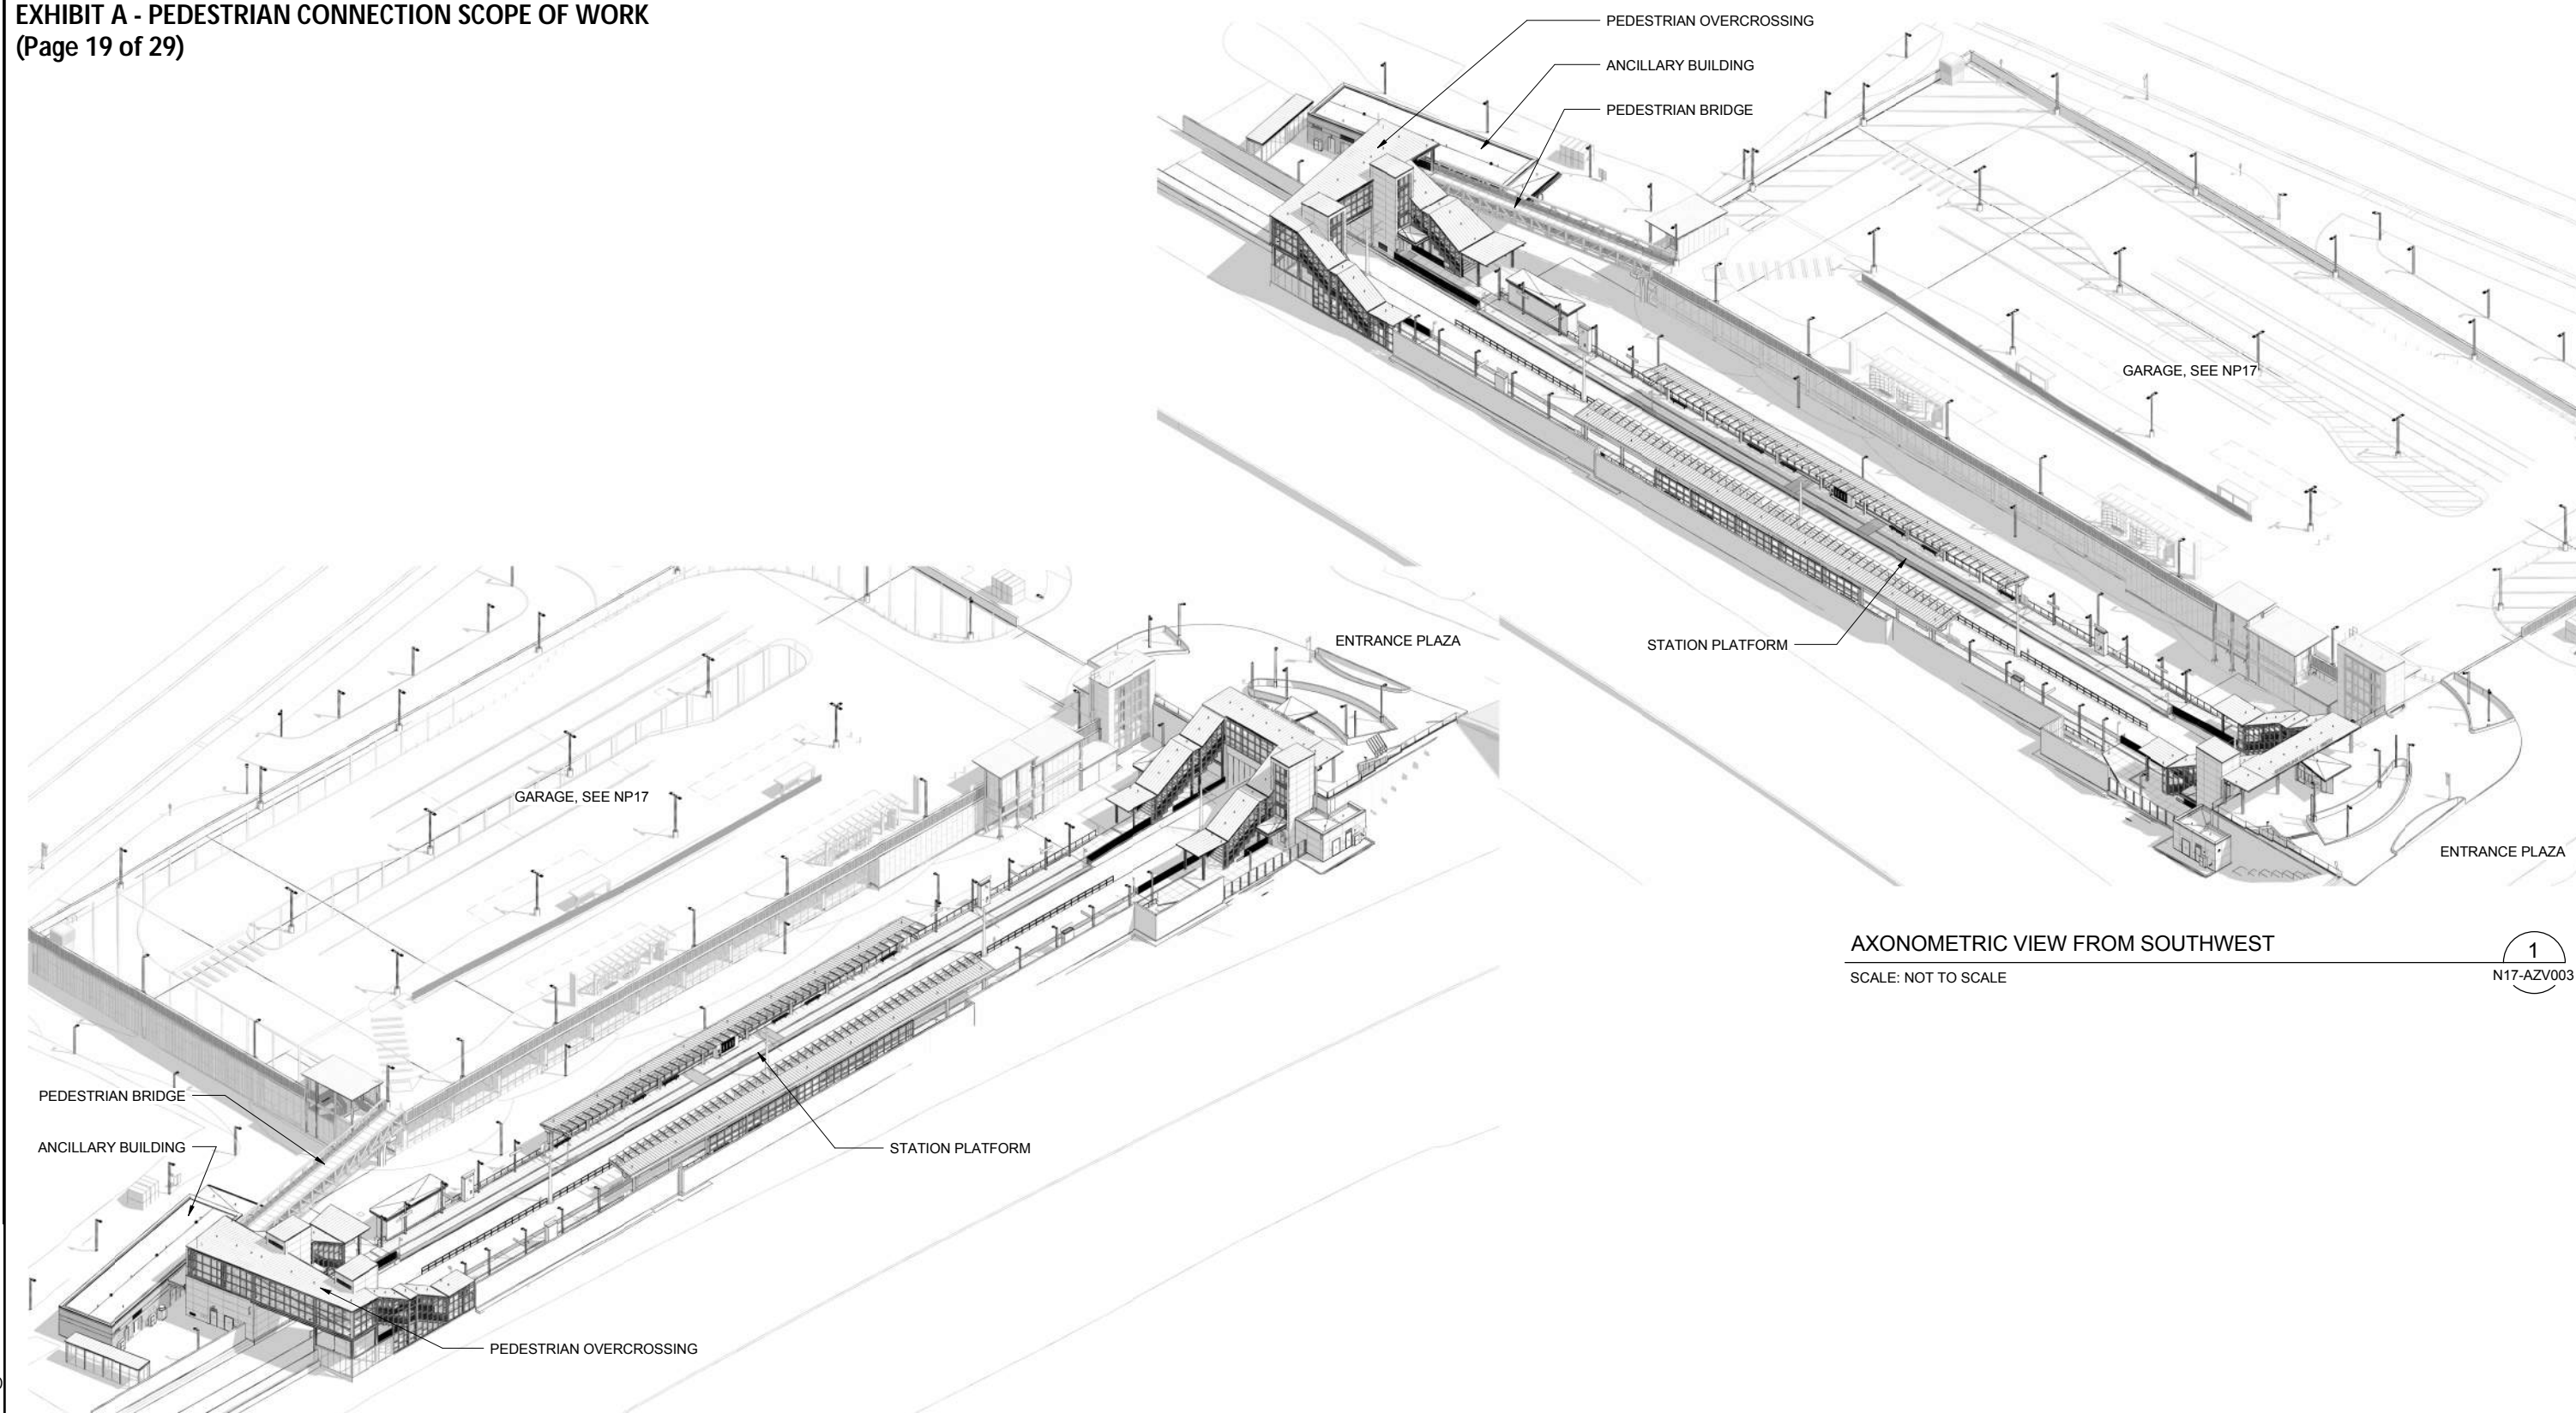 EXHIBIT A - PEDESTRIAN CONNECTION SCOPE OF WORK
(Page 19 of 29)
PEDESTRIAN OVERCROSSING
ANCILLARY BUILDING
PEDESTRIAN BRIDGE
GARAGE, SEE NP17
STATION PLATFORM
ENTRANCE PLAZA
AXONOMETRIC VIEW FROM SOUTHWEST
SCALE: NOT TO SCALE
1
N17-AZV003
ENTRANCE PLAZA
GARAGE, SEE NP17
PEDESTRIAN BRIDGE
ANCILLARY BUILDING
STATION PLATFORM
PEDESTRIAN OVERCROSSING